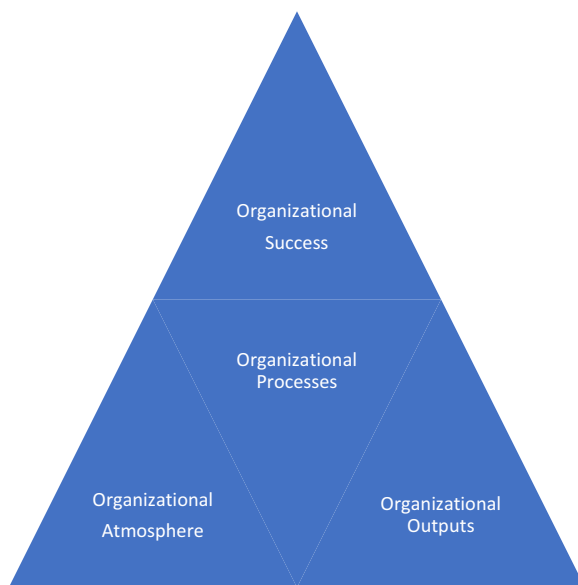 Organizational
Success
Organizational
Processes
Organizational
Atmosphere
Organizational
Outputs